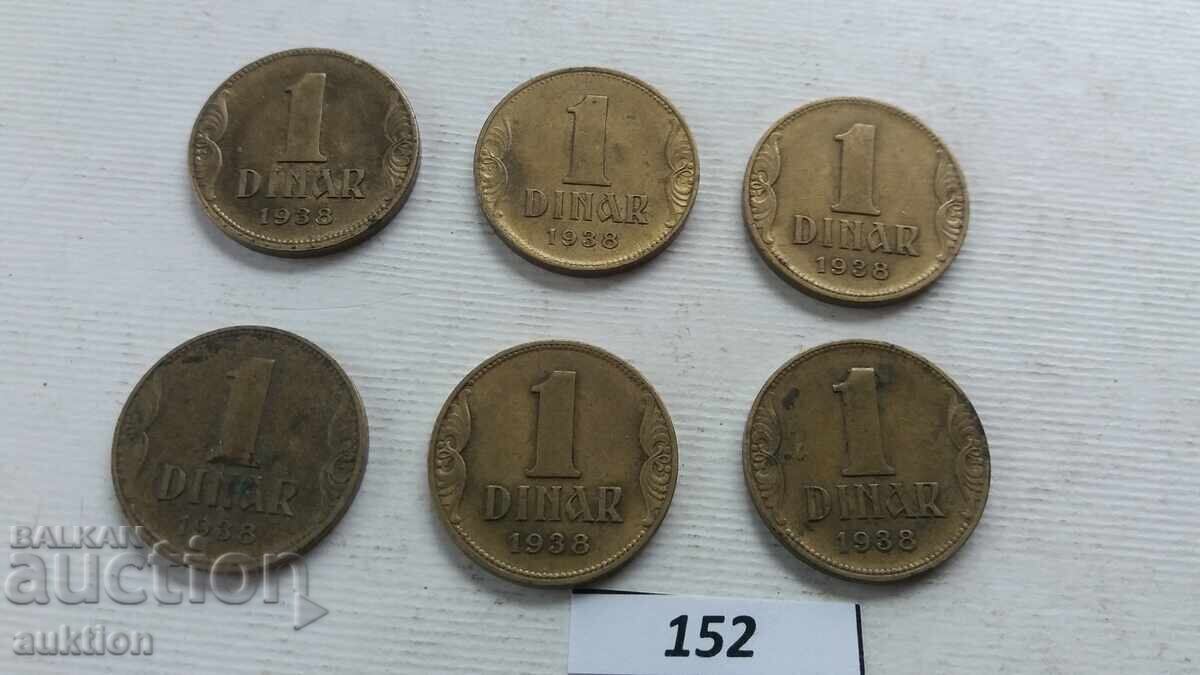 1
DINAR
1938
1
DINAR
1938
1
DINAR
1938
1
DINAR
1938
1
DINAR
1938
1
DINAR
1938
BALKAN
auction
auktion
152